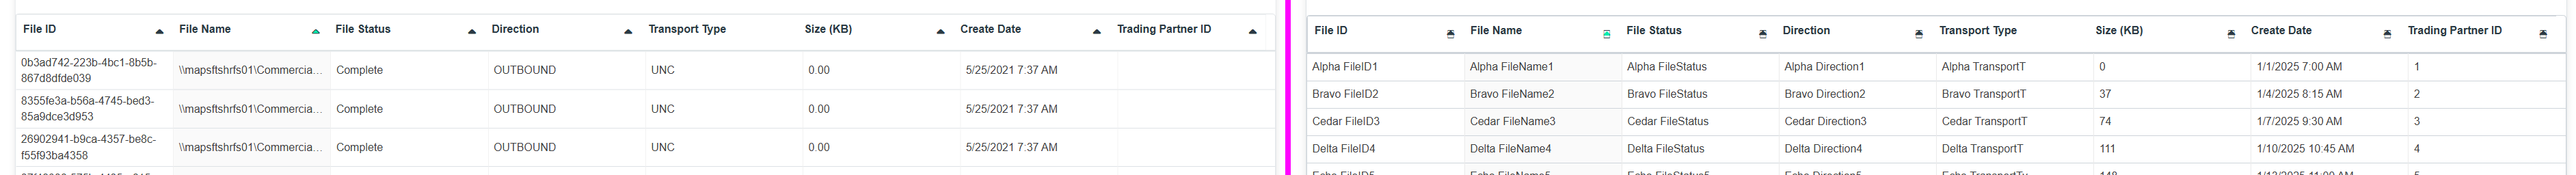 File ID File Name File Status Direction Transport Type Size (KB) Create Date Trading Partner ID
0b3ad742-223b-4bc1-8b5b-
867d8dfde039 \\mapsftshrfs01\Commercia... Complete OUTBOUND UNC 0.00 5/25/2021 7:37 AM
8355fe3a-b56a-4745-bed3-
85a9dce3d953 \\mapsftshrfs01\Commercia... Complete OUTBOUND UNC 0.00 5/25/2021 7:37 AM
26902941-b9ca-4357-be8c-
f55f93ba4358 \\mapsftshrfs01\Commercia... Complete OUTBOUND UNC 0.00 5/25/2021 7:37 AM
File ID File Name File Status Direction Transport Type Size (KB) Create Date Trading Partner ID
Alpha FileID1 Alpha FileName1 Alpha FileStatus Alpha Direction1 Alpha TransportT 0 1/1/2025 7:00 AM 1
Bravo FileID2 Bravo FileName2 Bravo FileStatus Bravo Direction2 Bravo TransportT 37 1/4/2025 8:15 AM 2
Cedar FileID3 Cedar FileName3 Cedar FileStatus Cedar Direction3 Cedar TransportT 74 1/7/2025 9:30 AM 3
Delta FileID4 Delta FileName4 Delta FileStatus Delta Direction4 Delta TransportT 111 1/10/2025 10:45 AM 4